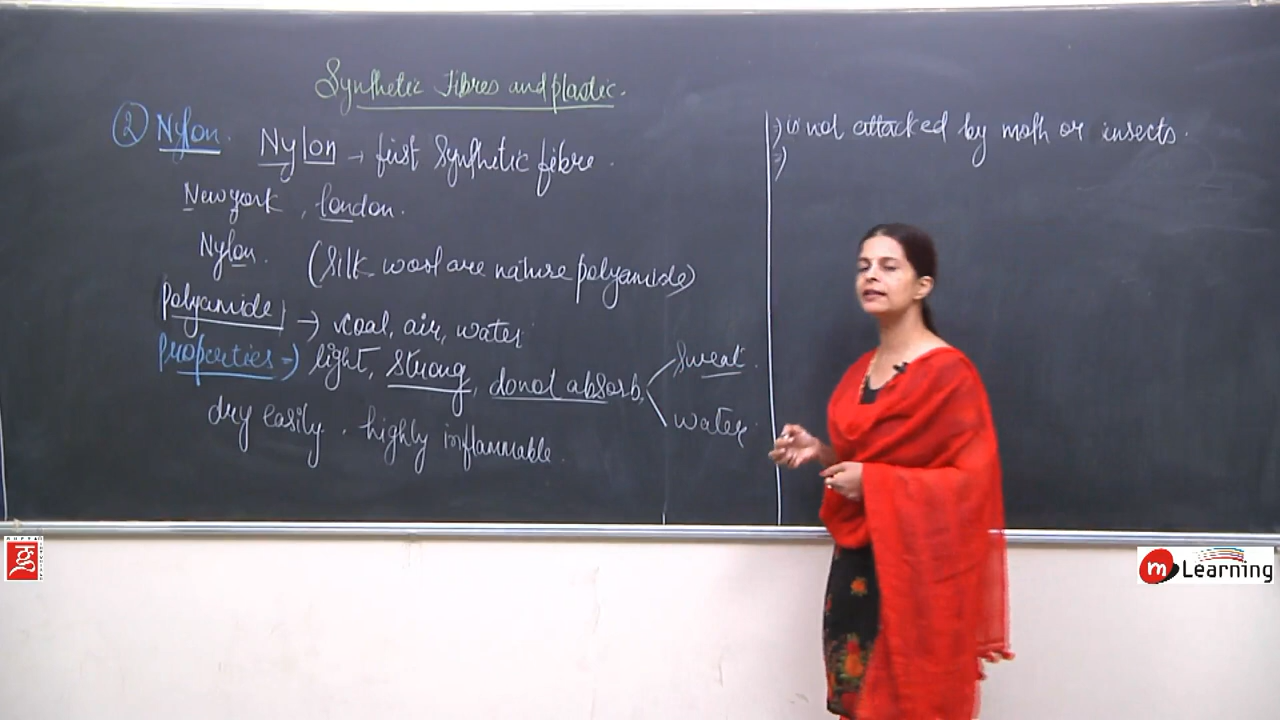 Synthetic Fibres and plastic.
② Nylon.
Nylon → first Synthetic fibre.
Newyork, london.
Nylon. (Silk wool are nature polyamide)
polyamide → coal, air, water
properties → light, strong, donot absorb, sweat.
water
dry easily. highly inflammable.
1) is not attacked by moth or insects.
2)
m Learning